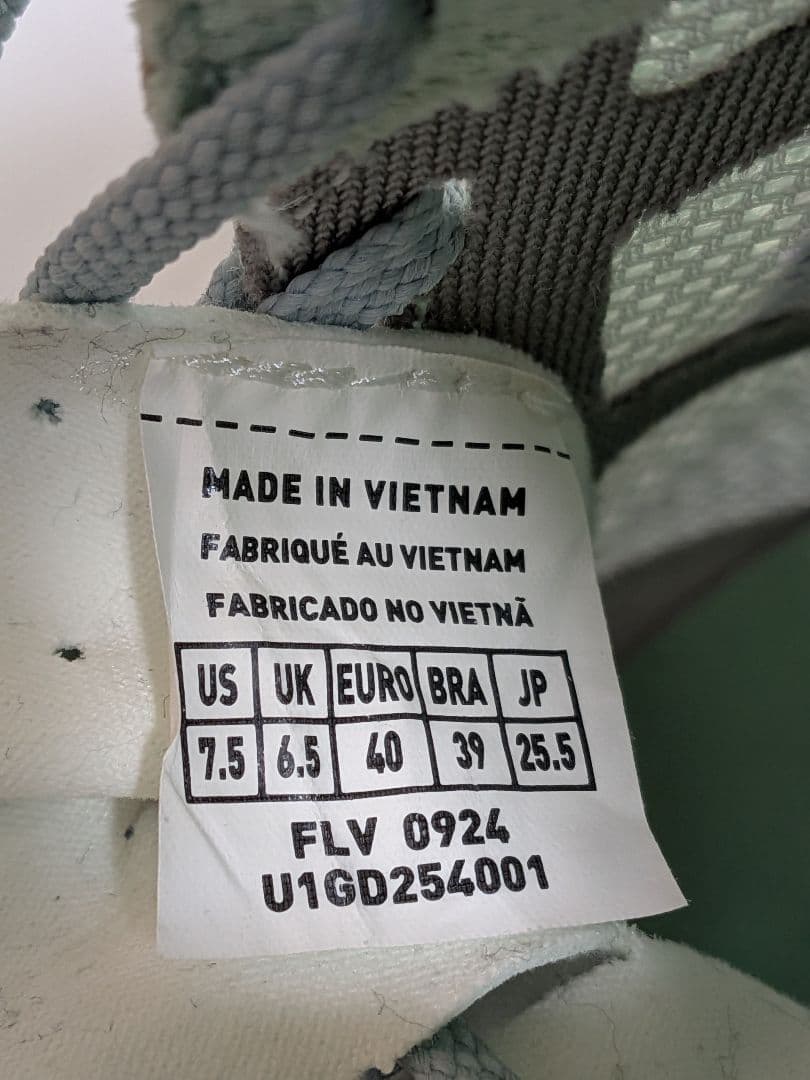 MADE IN VIETNAM
FABRIQUÉ AU VIETNAM
FABRICADO NO VIETNÃ
US UK EURO BRA JP
7.5 6.5 40 39 25.5
FLV 0924
U1GD254001